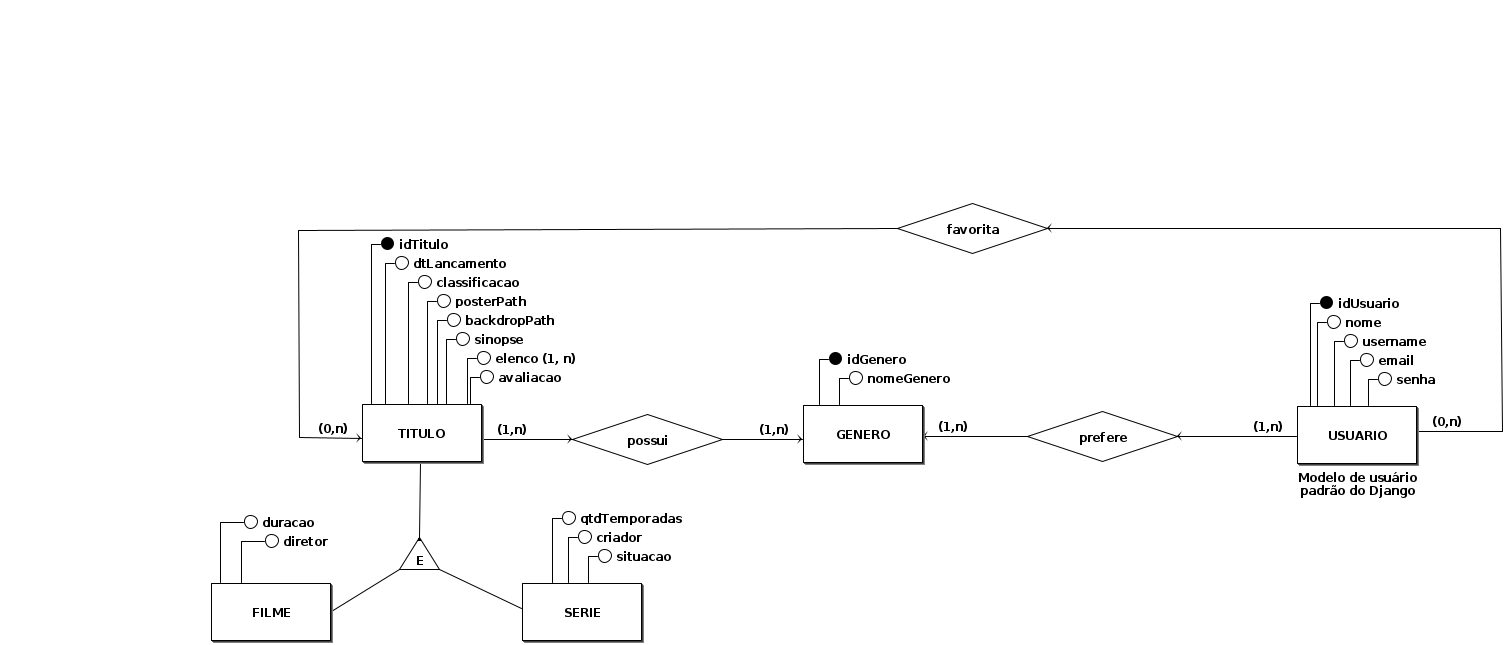 favorita
idTitulo
dtLancamento
classificacao
posterPath
backdropPath
sinopse
elenco (1, n)
avaliacao
idGenero
nomeGenero
idUsuario
nome
username
email
senha
(0,n)
TITULO
(1,n)
possui
(1,n)
GENERO
(1,n)
prefere
(1,n)
USUARIO
(0,n)
Modelo de usuário
padrão do Django
duracao
diretor
E
qtdTemporadas
criador
situacao
FILME
SERIE